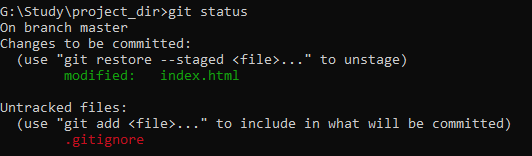 G:\Study\project_dir>git status
On branch master
Changes to be committed:
  (use "git restore --staged <file>..." to unstage)
        modified:   index.html

Untracked files:
  (use "git add <file>..." to include in what will be committed)
        .gitignore